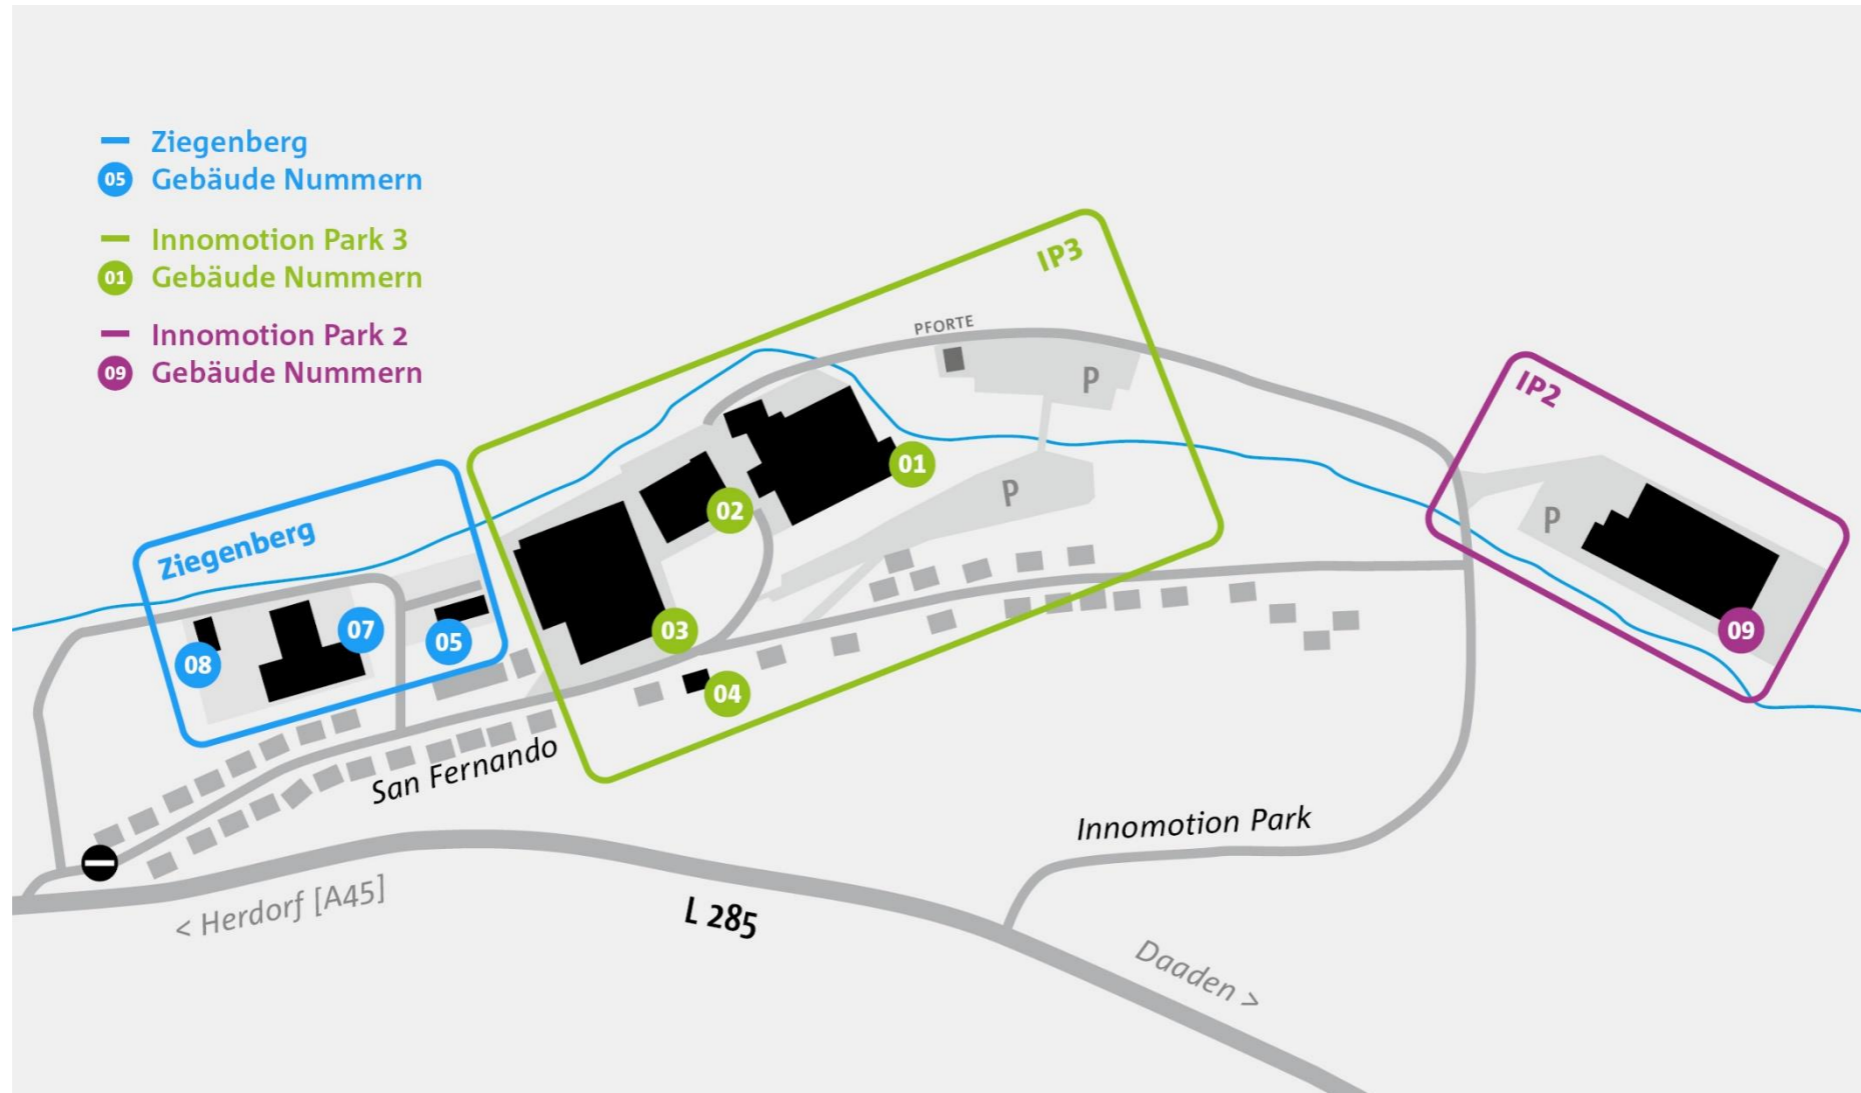 Ziegenberg
05 Gebäude Nummern
Innomotion Park 3
01 Gebäude Nummern
Innomotion Park 2
09 Gebäude Nummern
IP3
PFORTE
P
IP2
01
P
02
P
Ziegenberg
07
05
03
09
08
04
San Fernando
Innomotion Park
< Herdorf [A45]
L 285
Daaden >